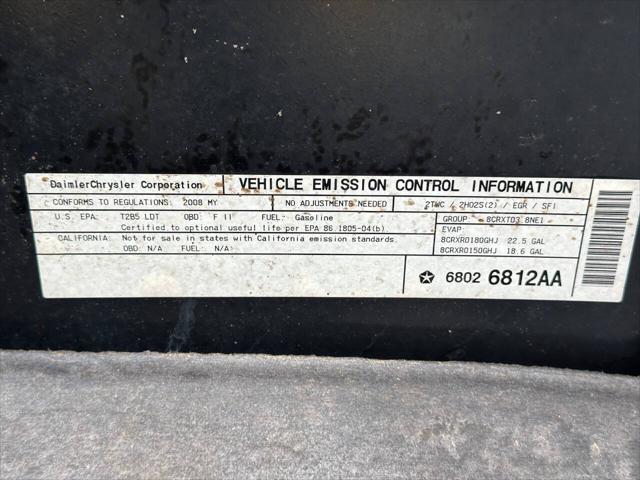 DaimlerChrysler Corporation VEHICLE EMISSION CONTROL INFORMATION
CONFORMS TO REGULATIONS: 2008 MY NO ADJUSTMENTS NEEDED 2TWC / 2HO2S(2) / EGR / SFI
U.S. EPA: T2B5 LDT OBD: F II FUEL: Gasoline
Certified to optional useful life per EPA 86.1805-04(b)
CALIFORNIA: Not for sale in states with California emission standards.
OBD: N/A FUEL: N/A
GROUP: 8CRXT03.8NE1
EVAP:
8CRXR0180GHJ 22.5 GAL
8CRXR0150GHJ 18.6 GAL
6802 6812AA